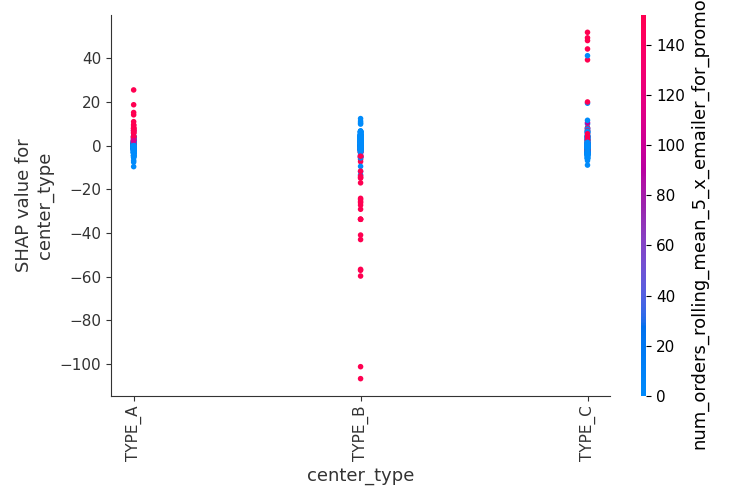 SHAP value for
center_type
40
20
0
−20
−40
−60
−80
−100
TYPE_A
TYPE_B
TYPE_C
center_type
140
120
100
80
60
40
20
0
num_orders_rolling_mean_5_x_emailer_for_promo